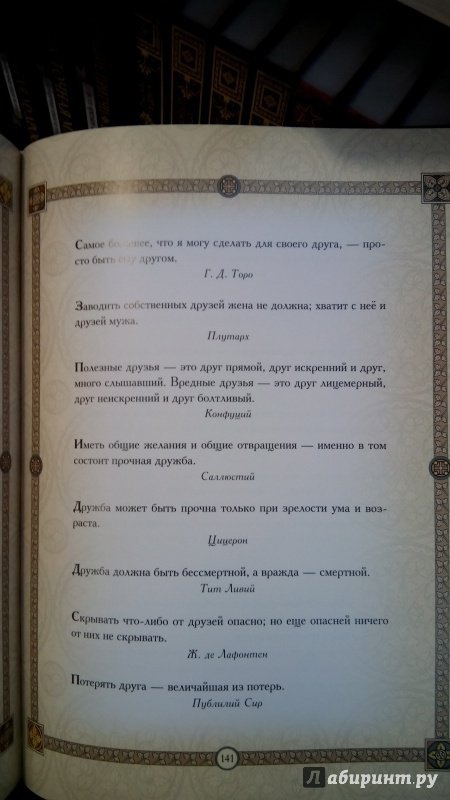 Самое большее, что я могу сделать для своего друга, — про-
сто быть ему другом.
Г. Д. Торо
Заводить собственных друзей жена не должна; хватит с неё и
друзей мужа.
Плутарх
Полезные друзья — это друг прямой, друг искренний и друг,
много слышавший. Вредные друзья — это друг лицемерный,
друг неискренний и друг болтливый.
Конфуций
Иметь общие желания и общие отвращения — именно в том
состоит прочная дружба.
Саллюстий
Дружба может быть прочна только при зрелости ума и воз-
раста.
Цицерон
Дружба должна быть бессмертной, а вражда — смертной.
Тит Ливий
Скрывать что-либо от друзей опасно; но еще опасней ничего
от них не скрывать.
Ж. де Лафонтен
Потерять друга — величайшая из потерь.
Публилий Сир
141
Лабиринт.ру